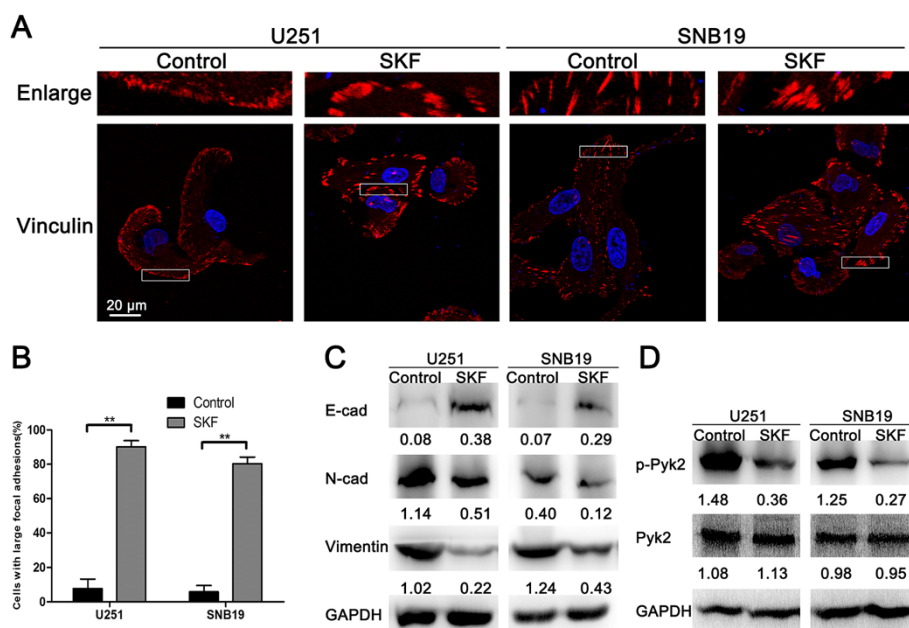 A
U251 SNB19
Control SKF Control SKF
Enlarge
Vinculin
20 μm
B
Cells with large focal adhesions(%)
100
80
60
40
20
0
**
**
Control
SKF
U251 SNB19
C
U251 SNB19
Control SKF Control SKF
E-cad
0.08 0.38 0.07 0.29
N-cad
1.14 0.51 0.40 0.12
Vimentin
1.02 0.22 1.24 0.43
GAPDH
D
U251 SNB19
Control SKF Control SKF
p-Pyk2
1.48 0.36 1.25 0.27
Pyk2
1.08 1.13 0.98 0.95
GAPDH